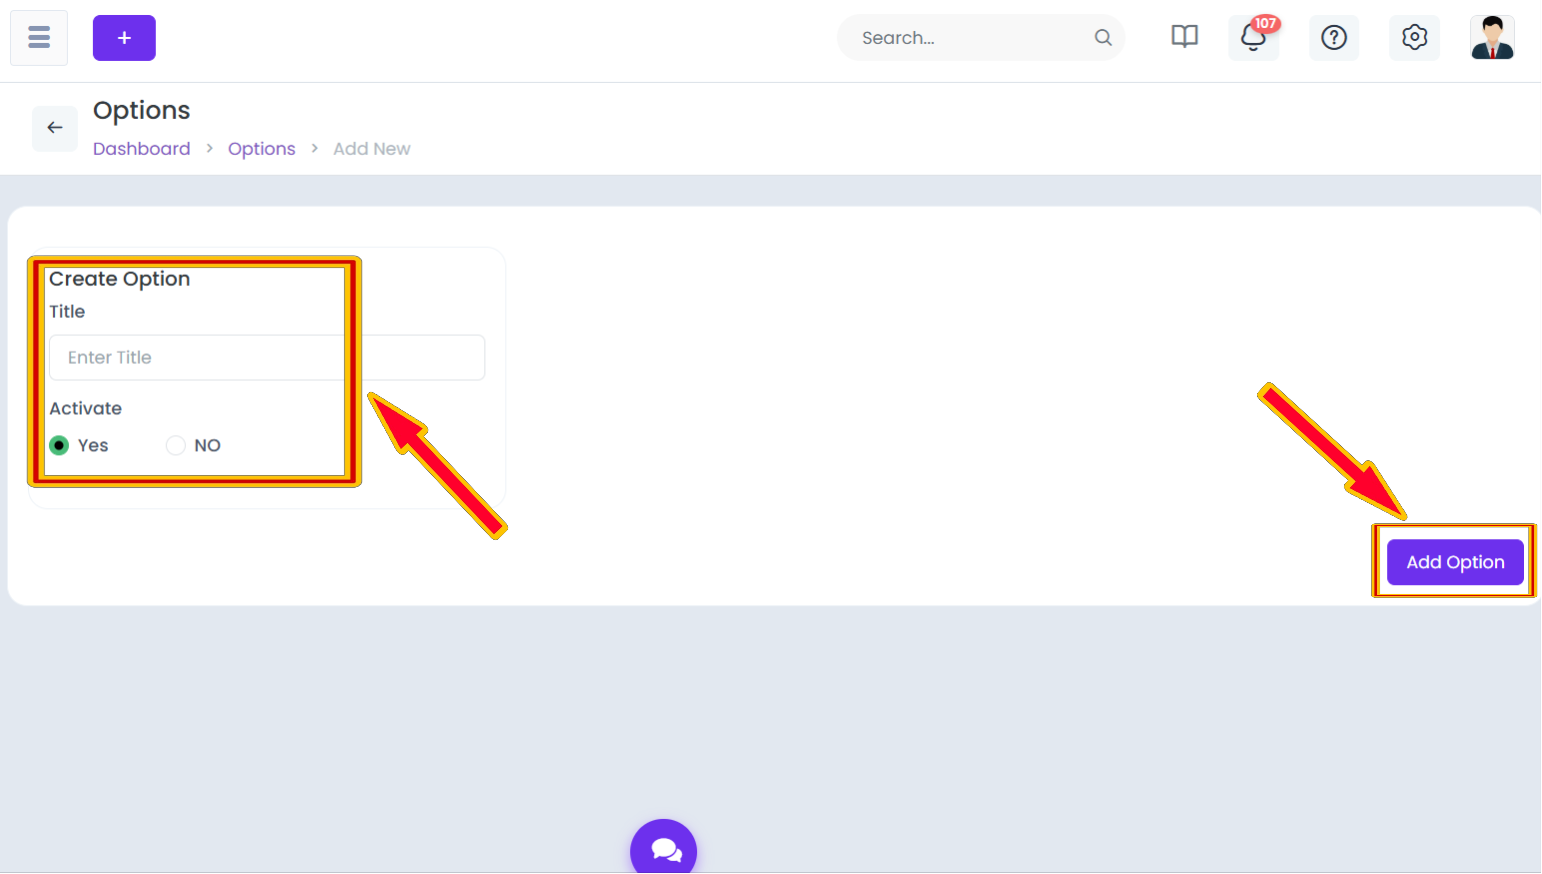 +
Search...
107
Options
Dashboard > Options > Add New
Create Option
Title
Enter Title
Activate
Yes NO
Add Option